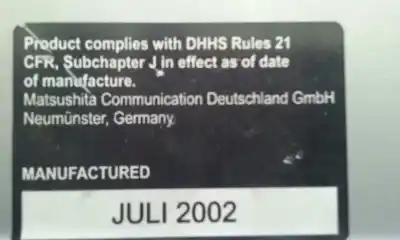 Product complies with DHHS Rules 21
CFR, Subchapter J in effect as of date
of manufacture.
Matsushita Communication Deutschland GmbH
Neumünster, Germany
MANUFACTURED
JULI 2002